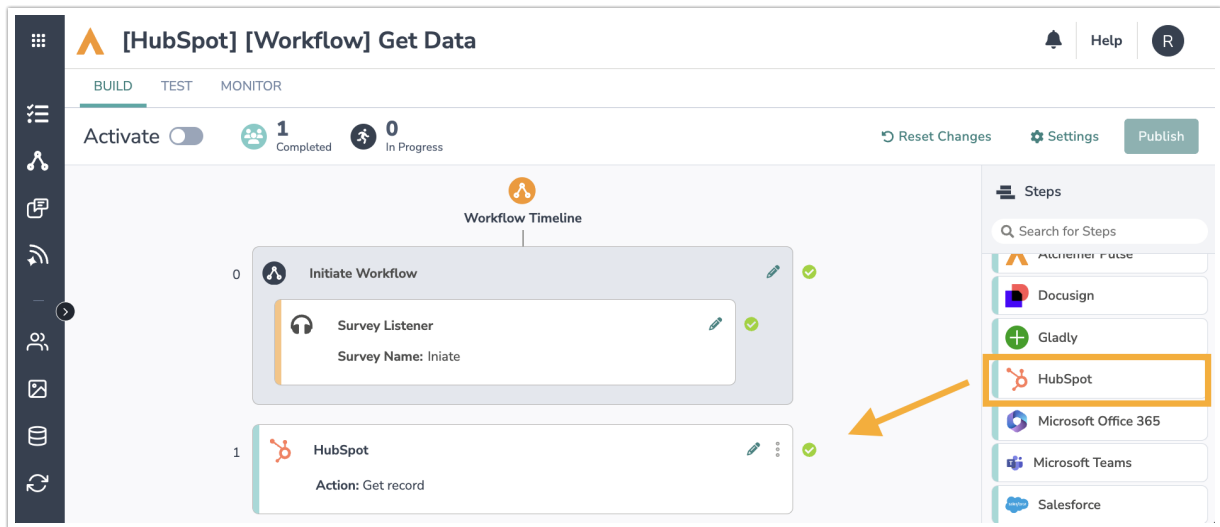 [HubSpot] [Workflow] Get Data
Help
R
BUILD
TEST
MONITOR
Activate
1
Completed
0
In Progress
Reset Changes
Settings
Publish
Workflow Timeline
0
Initiate Workflow
Survey Listener
Survey Name: Iniate
1
HubSpot
Action: Get record
Steps
Search for Steps
Alchemer Pulse
Docusign
Gladly
HubSpot
Microsoft Office 365
Microsoft Teams
Salesforce